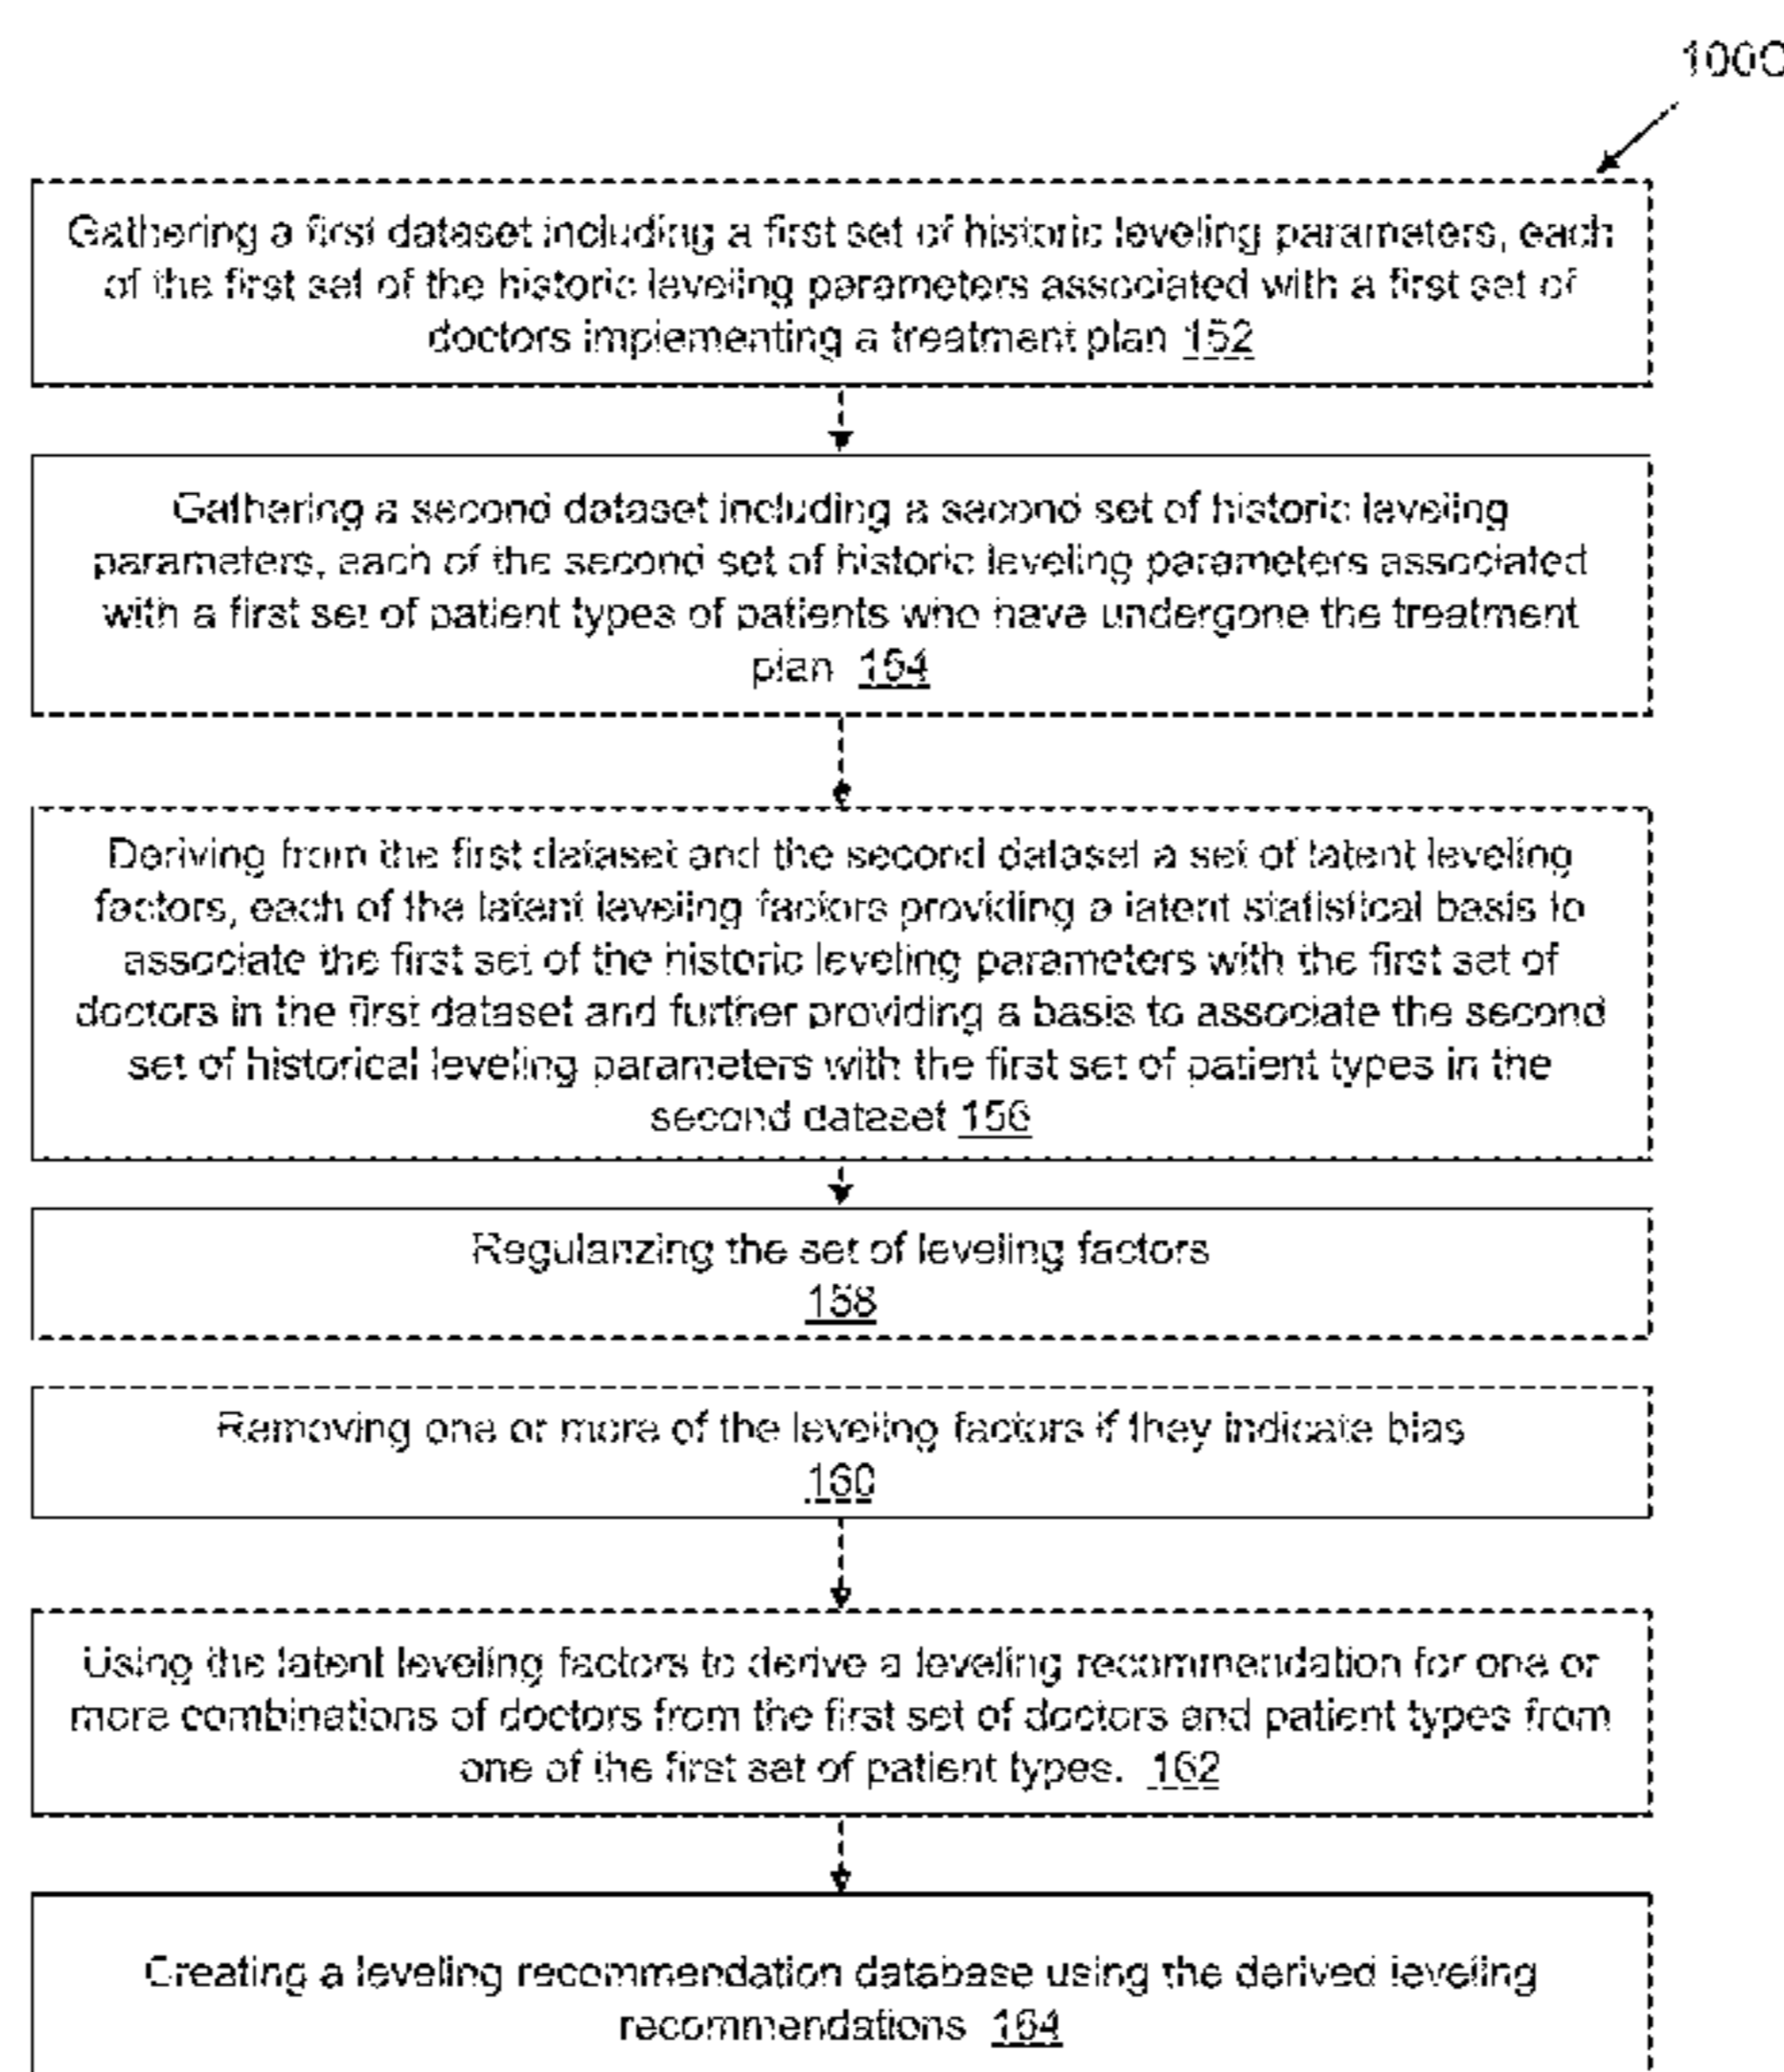 100C
Gathering a first dataset including a first set of historic leveling parameters, each
of the first set of the historic leveling parameters associated with a first set of
doctors implementing a treatment plan 152
Gathering a second dataset including a second set of historic leveling
parameters, each of the second set of historic leveling parameters associated
with a first set of patient types of patients who have undergone the treatment
plan 154
Deriving from the first dataset and the second dataset a set of latent leveling
factors, each of the latent leveling factors providing a latent statistical basis to
associate the first set of the historic leveling parameters with the first set of
doctors in the first dataset and further providing a basis to associate the second
set of historical leveling parameters with the first set of patient types in the
second dataset 156
Regularizing the set of leveling factors
158
Removing one or more of the leveling factors if they indicate bias
160
Using the latent leveling factors to derive a leveling recommendation for one or
more combinations of doctors from the first set of doctors and patient types from
one of the first set of patient types. 162
Creating a leveling recommendation database using the derived leveling
recommendations 164